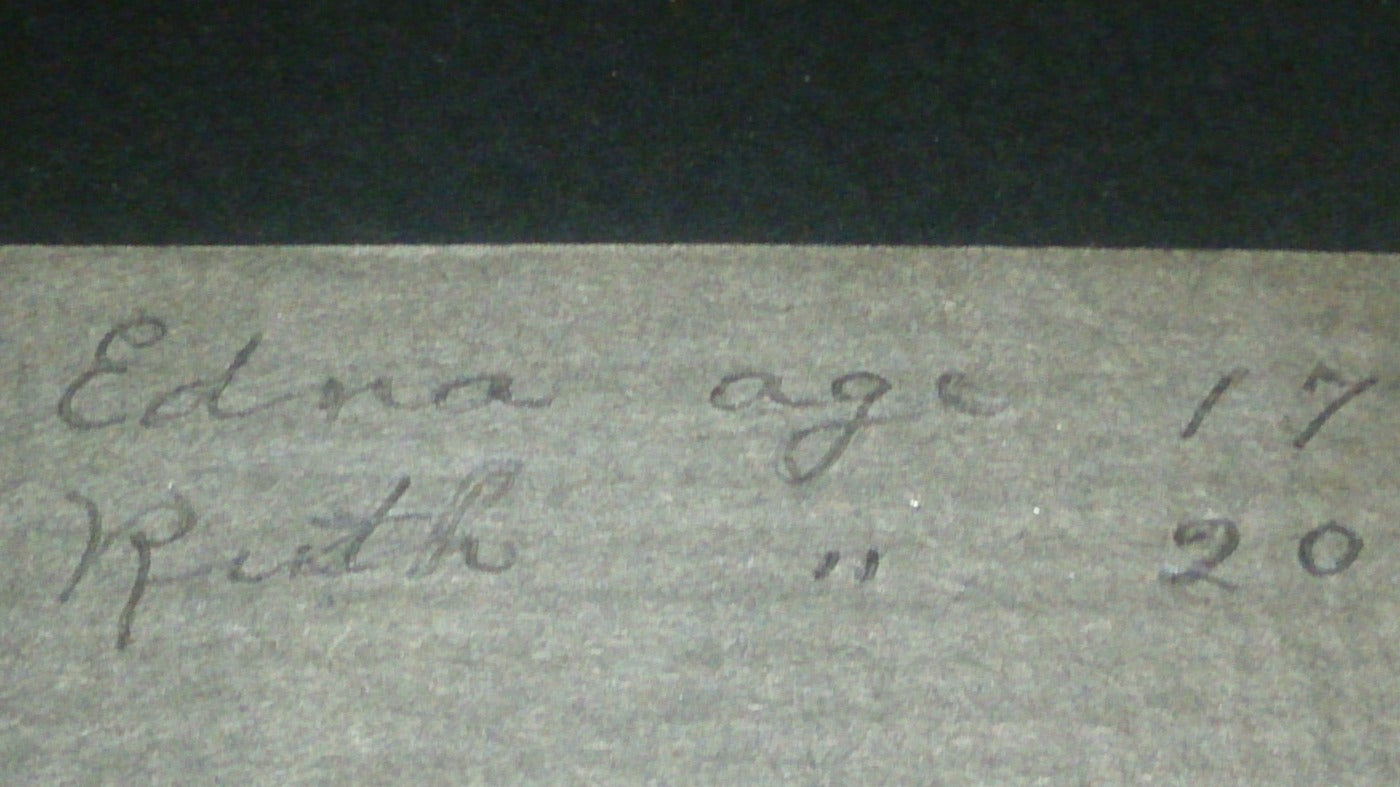 Edna age 17
Ruth " 20